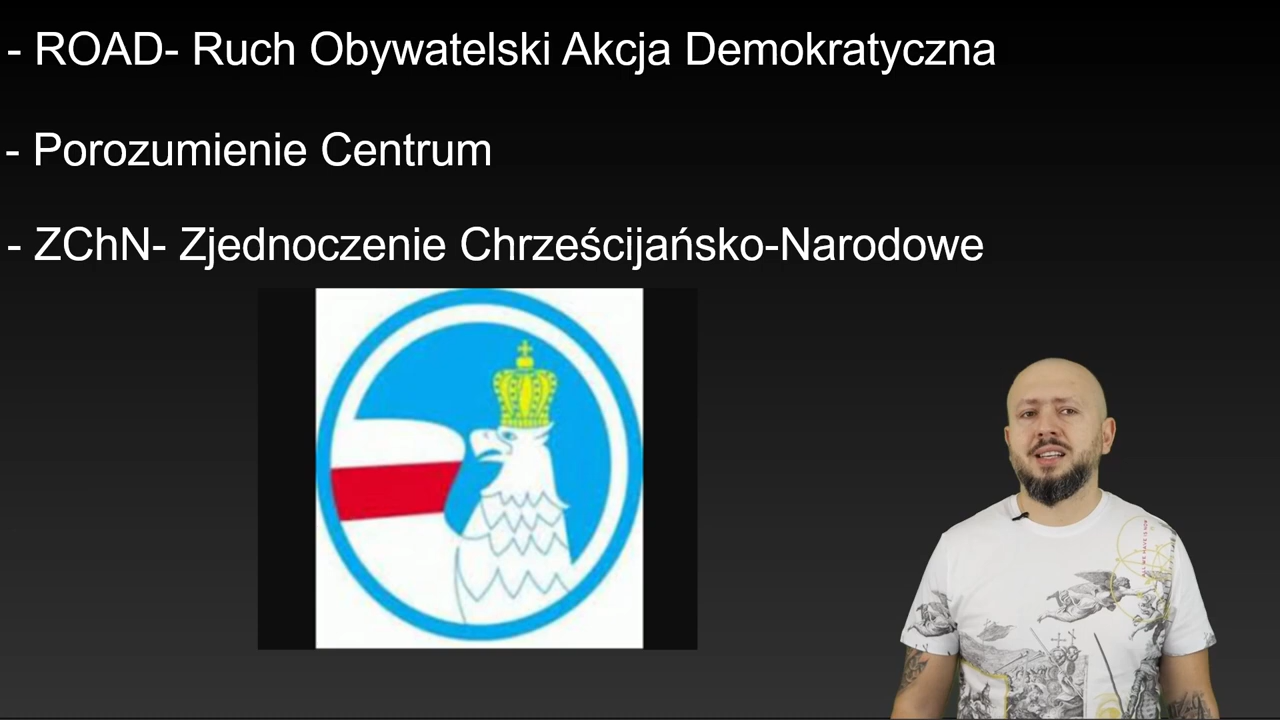 - ROAD- Ruch Obywatelski Akcja Demokratyczna
- Porozumienie Centrum
- ZChN- Zjednoczenie Chrześcijańsko-Narodowe